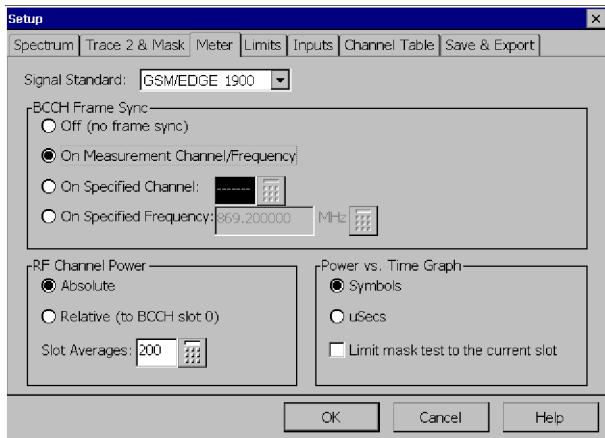 Setup
Spectrum Trace 2 & Mask Meter Limits Inputs Channel Table Save & Export
Signal Standard: GSM/EDGE 1900
BCCH Frame Sync
Off (no frame sync)
On Measurement Channel/Frequency
On Specified Channel: -------
On Specified Frequency: 869.200000 MHz
RF Channel Power
Absolute
Relative (to BCCH slot 0)
Slot Averages: 200
Power vs. Time Graph
Symbols
uSecs
Limit mask test to the current slot
OK Cancel Help